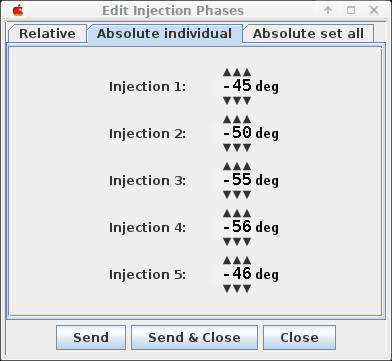 Edit Injection Phases
Relative Absolute individual Absolute set all
Injection 1: -45 deg
Injection 2: -50 deg
Injection 3: -55 deg
Injection 4: -56 deg
Injection 5: -46 deg
Send Send & Close Close